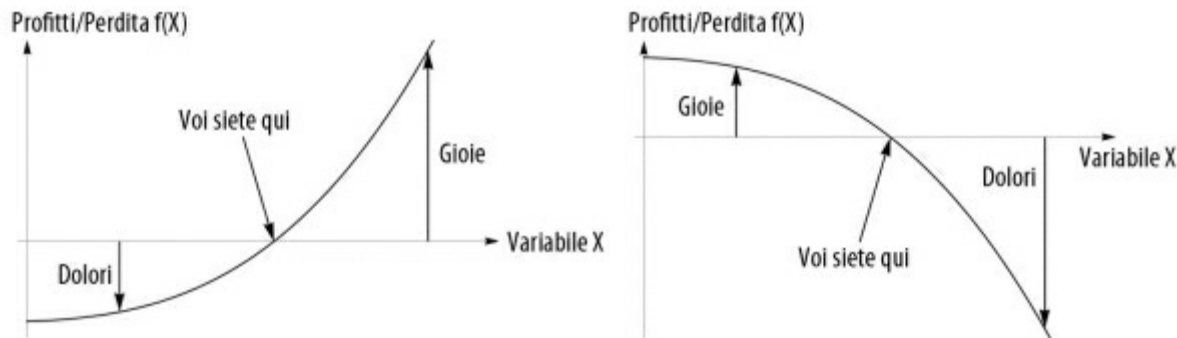 Profitti/Perdita f(X)
Voi siete qui
Gioie
Variabile X
Dolori
Profitti/Perdita f(X)
Gioie
Variabile X
Dolori
Voi siete qui